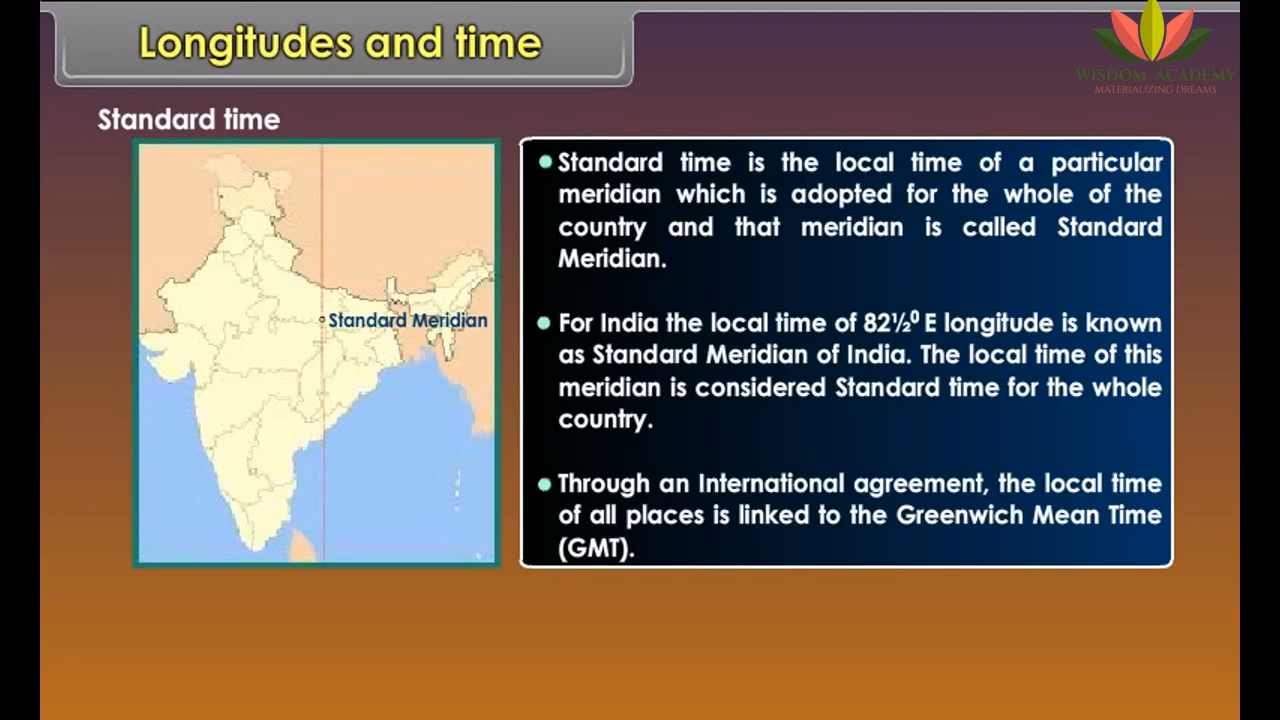 Longitudes and time
WISDOM ACADEMY
MATERIALIZING DREAMS
Standard time
Standard Meridian
Standard time is the local time of a particular
meridian which is adopted for the whole of the
country and that meridian is called Standard
Meridian.
For India the local time of 82½⁰ E longitude is known
as Standard Meridian of India. The local time of this
meridian is considered Standard time for the whole
country.
Through an International agreement, the local time
of all places is linked to the Greenwich Mean Time
(GMT).